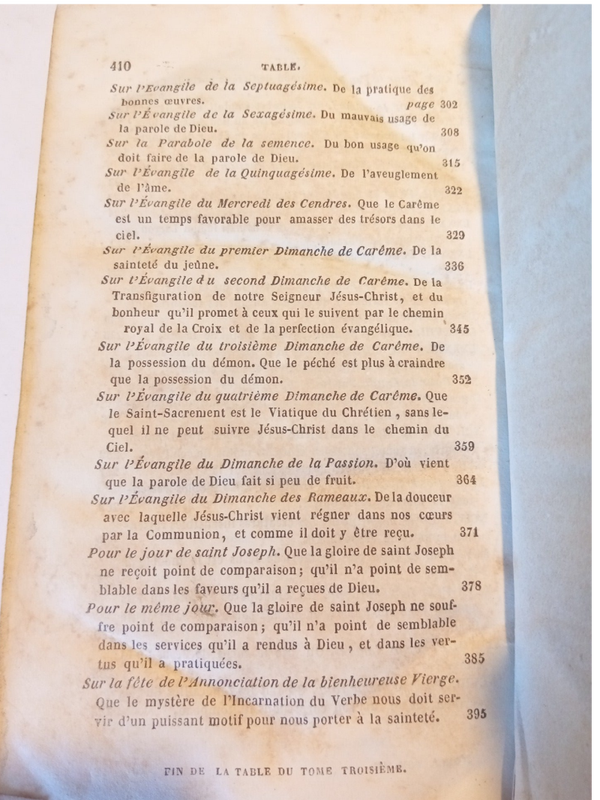 410 TABLE.
Sur l'Evangile de la Septuagésime. De la pratique des
bonnes œuvres. page 302
Sur l'Évangile de la Sexagésime. Du mauvais usage de
la parole de Dieu. 308
Sur la Parabole de la semence. Du bon usage qu'on
doit faire de la parole de Dieu. 315
Sur l'Évangile de la Quinquagésime. De l'aveuglement
de l'âme. 322
Sur l'Évangile du Mercredi des Cendres. Que le Carême
est un temps favorable pour amasser des trésors dans le
ciel. 329
Sur l'Évangile du premier Dimanche de Carême. De la
sainteté du jeûne. 336
Sur l'Évangile du second Dimanche de Carême. De la
Transfiguration de notre Seigneur Jésus-Christ, et du
bonheur qu'il promet à ceux qui le suivent par le chemin
royal de la Croix et de la perfection évangélique. 345
Sur l'Évangile du troisième Dimanche de Carême. De
la possession du démon. Que le péché est plus à craindre
que la possession du démon. 352
Sur l'Évangile du quatrième Dimanche de Carême. Que
le Saint-Sacrement est le Viatique du Chrétien , sans le-
quel il ne peut suivre Jésus-Christ dans le chemin du
Ciel. 359
Sur l'Évangile du Dimanche de la Passion. D'où vient
que la parole de Dieu fait si peu de fruit. 364
Sur l'Évangile du Dimanche des Rameaux. De la douceur
avec laquelle Jésus-Christ vient régner dans nos cœurs
par la Communion, et comme il doit y être reçu. 371
Pour le jour de saint Joseph. Que la gloire de saint Joseph
ne reçoit point de comparaison ; qu'il n'a point de sem-
blable dans les faveurs qu'il a reçues de Dieu. 378
Pour le même jour. Que la gloire de saint Joseph ne souf-
fre point de comparaison ; qu'il n'a point de semblable
dans les services qu'il a rendus à Dieu , et dans les ver-
tus qu'il a pratiquées. 385
Sur la fête de l'Annonciation de la bienheureuse Vierge.
Que le mystère de l'Incarnation du Verbe nous doit ser-
vir d'un puissant motif pour nous porter à la sainteté. 395
FIN DE LA TABLE DU TOME TROISIÈME.